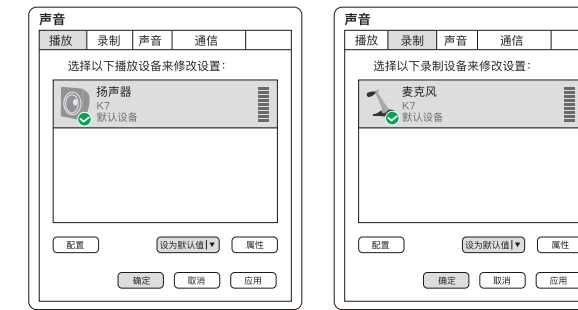 声音
播放 录制 声音 通信
选择以下播放设备来修改设置:
扬声器
K7
默认设备
配置 设为默认值|▼ 属性
确定 取消 应用
声音
播放 录制 声音 通信
选择以下录制设备来修改设置:
麦克风
K7
默认设备
配置 设为默认值|▼ 属性
确定 取消 应用